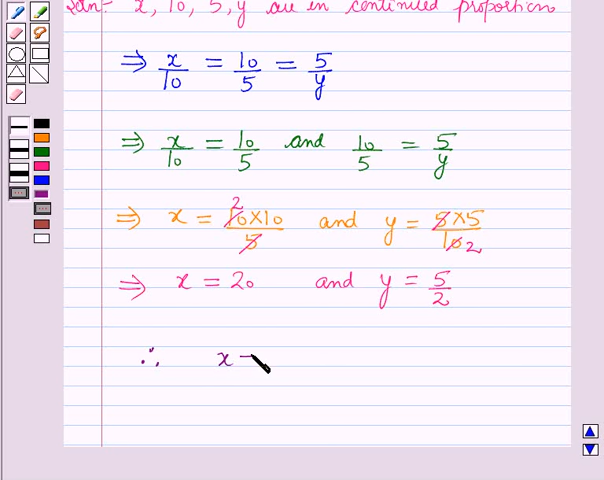 Soln:- x, 10, 5, y are in continued proportion
⇒ x/10 = 10/5 = 5/y
⇒ x/10 = 10/5 and 10/5 = 5/y
⇒ x = 2 10×10/5 and y = 5×5/10 2
⇒ x = 20 and y = 5/2
∴ x -